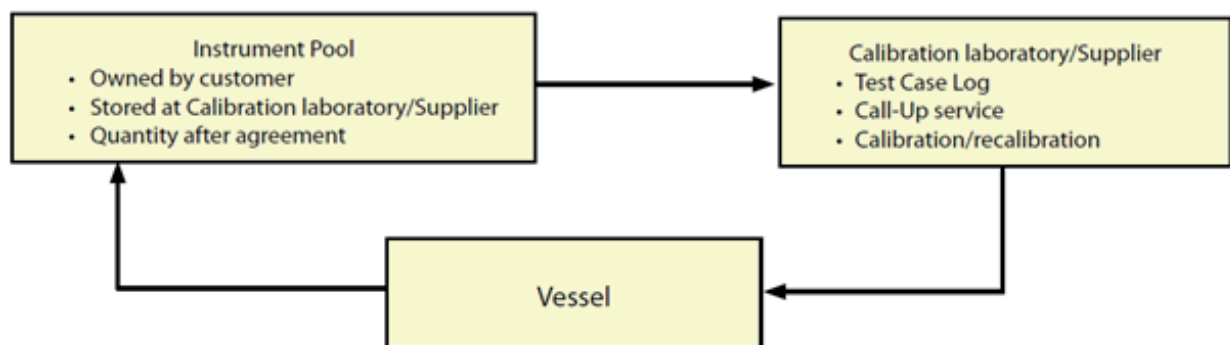 Instrument Pool
• Owned by customer
• Stored at Calibration laboratory/Supplier
• Quantity after agreement
Calibration laboratory/Supplier
• Test Case Log
• Call-Up service
• Calibration/recalibration
Vessel